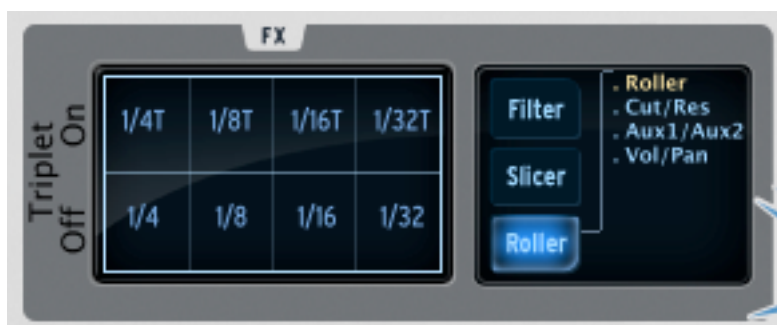 FX
Triplet
Off On
1/4T 1/8T 1/16T 1/32T
1/4 1/8 1/16 1/32
Filter
Slicer
Roller
. Roller
. Cut/Res
. Aux1/Aux2
. Vol/Pan